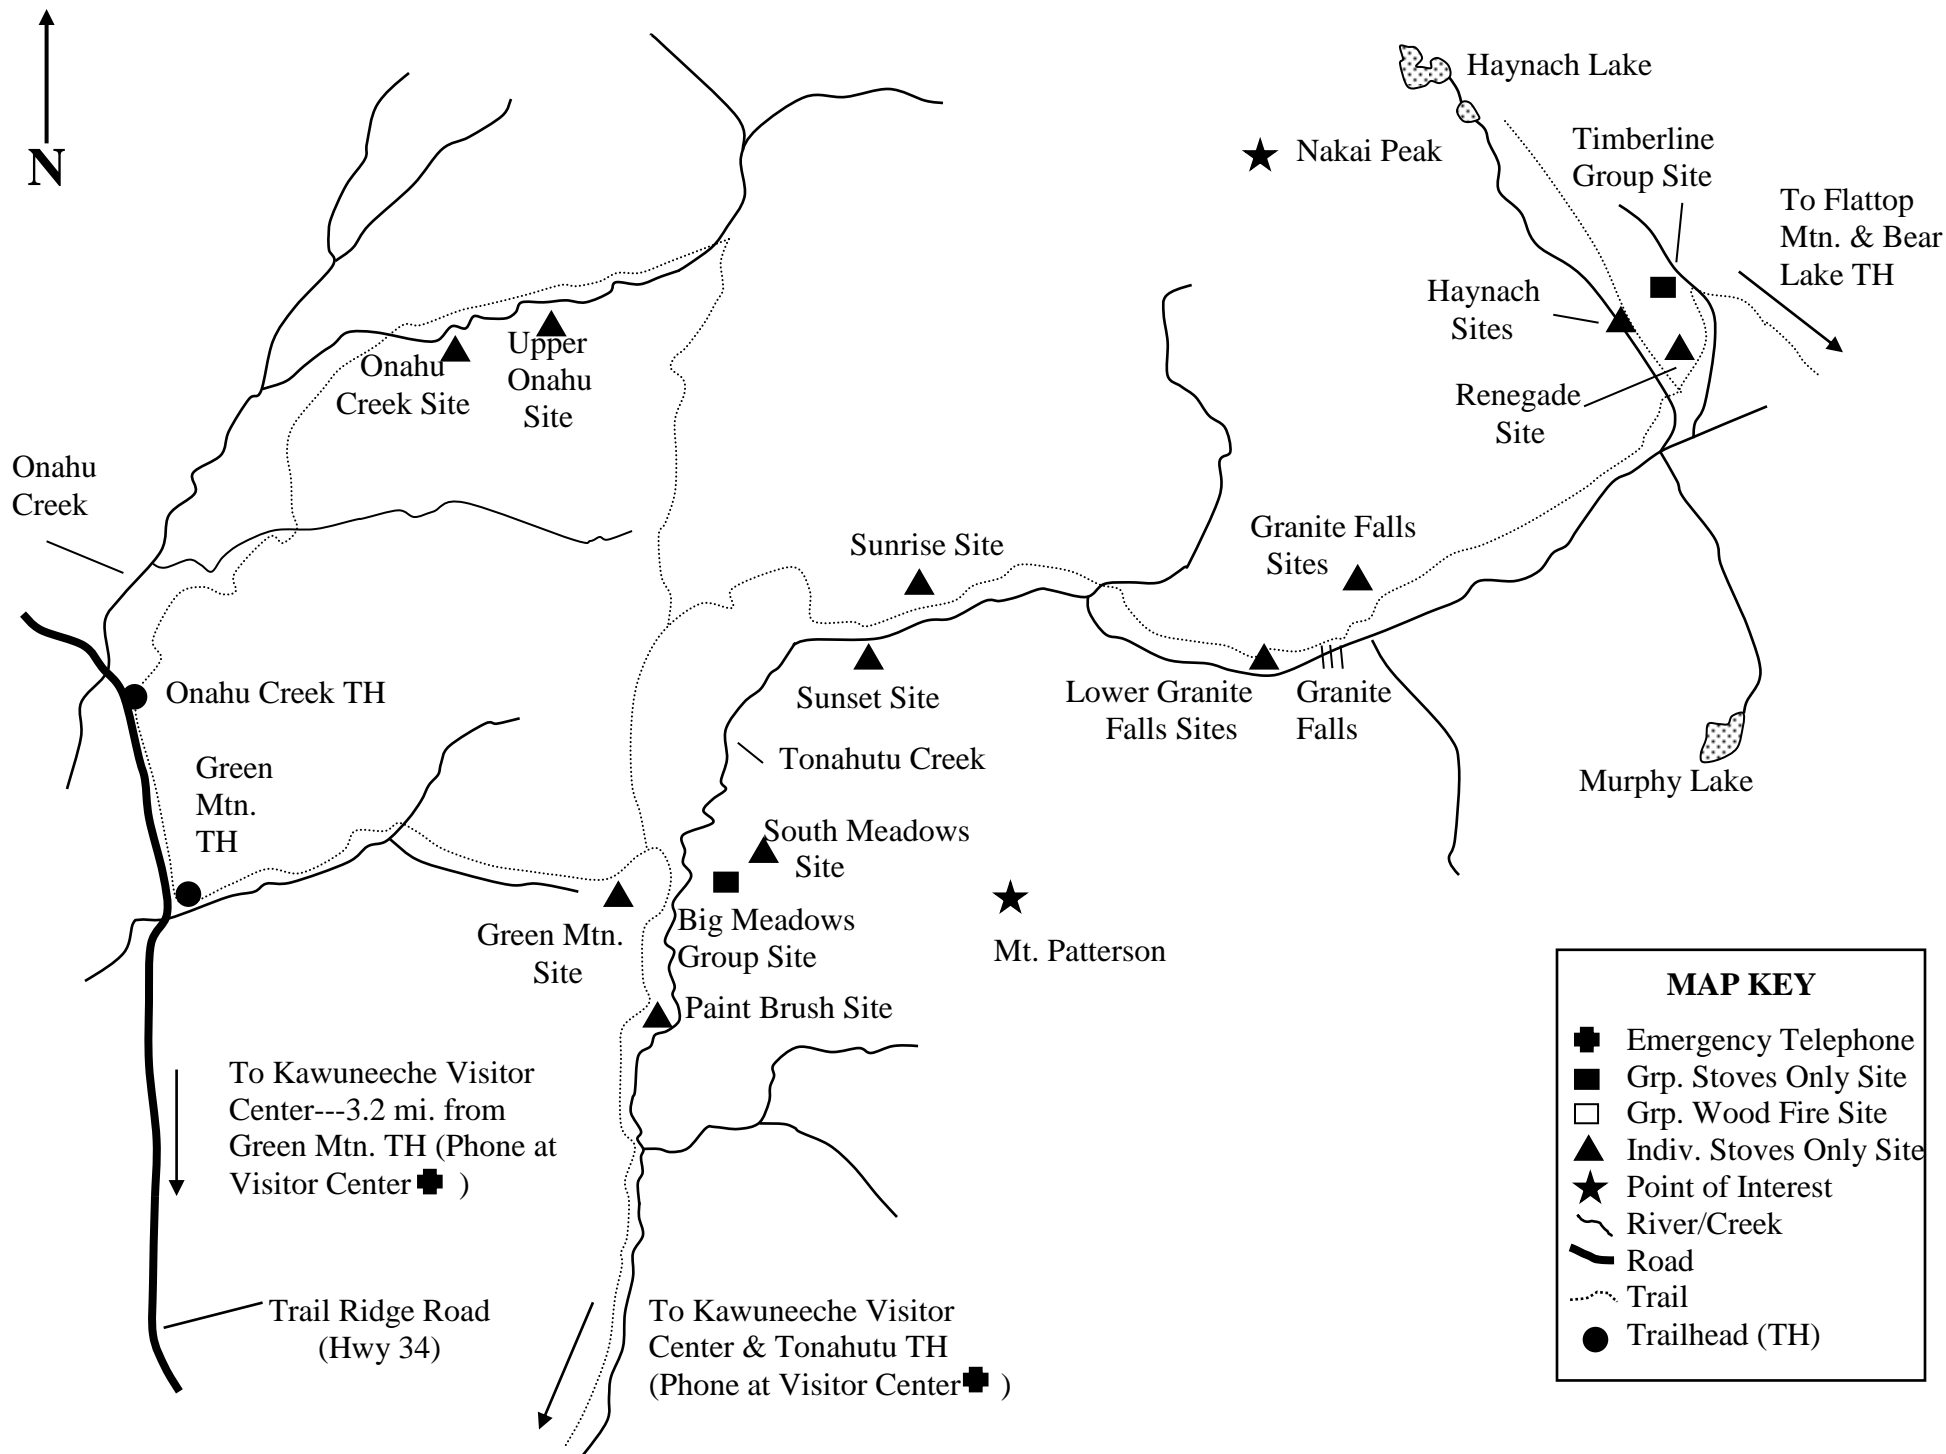 N
Haynach Lake
Nakai Peak
Timberline
Group Site
To Flattop
Mtn. & Bear
Lake TH
Haynach
Sites
Renegade
Site
Upper
Onahu
Site
Onahu
Creek Site
Onahu
Creek
Sunrise Site
Granite Falls
Sites
Onahu Creek TH
Sunset Site
Lower Granite
Falls Sites
Granite
Falls
Tonahutu Creek
Murphy Lake
Green
Mtn.
TH
South Meadows
Site
Big Meadows
Group Site
Green Mtn.
Site
Mt. Patterson
Paint Brush Site
To Kawuneeche Visitor
Center---3.2 mi. from
Green Mtn. TH (Phone at
Visitor Center )
Trail Ridge Road
(Hwy 34)
To Kawuneeche Visitor
Center & Tonahutu TH
(Phone at Visitor Center )
MAP KEY
Emergency Telephone
Grp. Stoves Only Site
Grp. Wood Fire Site
Indiv. Stoves Only Site
Point of Interest
River/Creek
Road
Trail
Trailhead (TH)